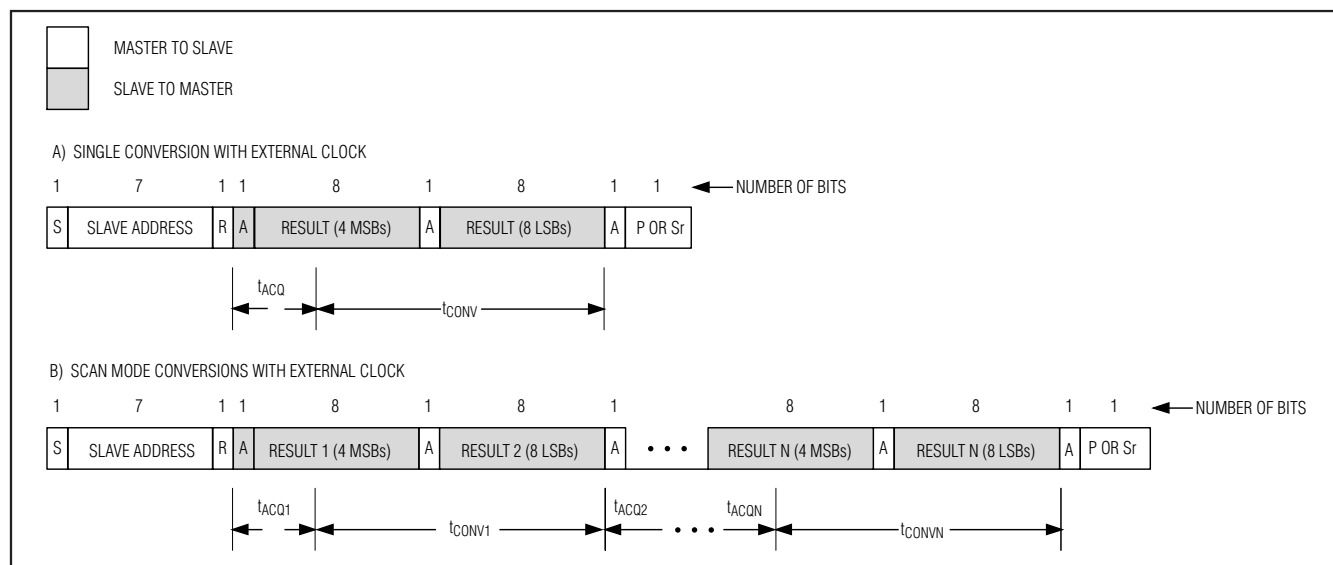 MASTER TO SLAVE
SLAVE TO MASTER
A) SINGLE CONVERSION WITH EXTERNAL CLOCK
1 7 1 1 8 1 8 1 1 NUMBER OF BITS
S SLAVE ADDRESS R A RESULT (4 MSBs) A RESULT (8 LSBs) A P OR Sr
tACQ
tCONV
B) SCAN MODE CONVERSIONS WITH EXTERNAL CLOCK
1 7 1 1 8 1 8 1 8 1 8 1 1 NUMBER OF BITS
S SLAVE ADDRESS R A RESULT 1 (4 MSBs) A RESULT 2 (8 LSBs) A • • • RESULT N (4 MSBs) A RESULT N (8 LSBs) A P OR Sr
tACQ1 tACQ2 tACQN
tCONV1 • • • tCONVN